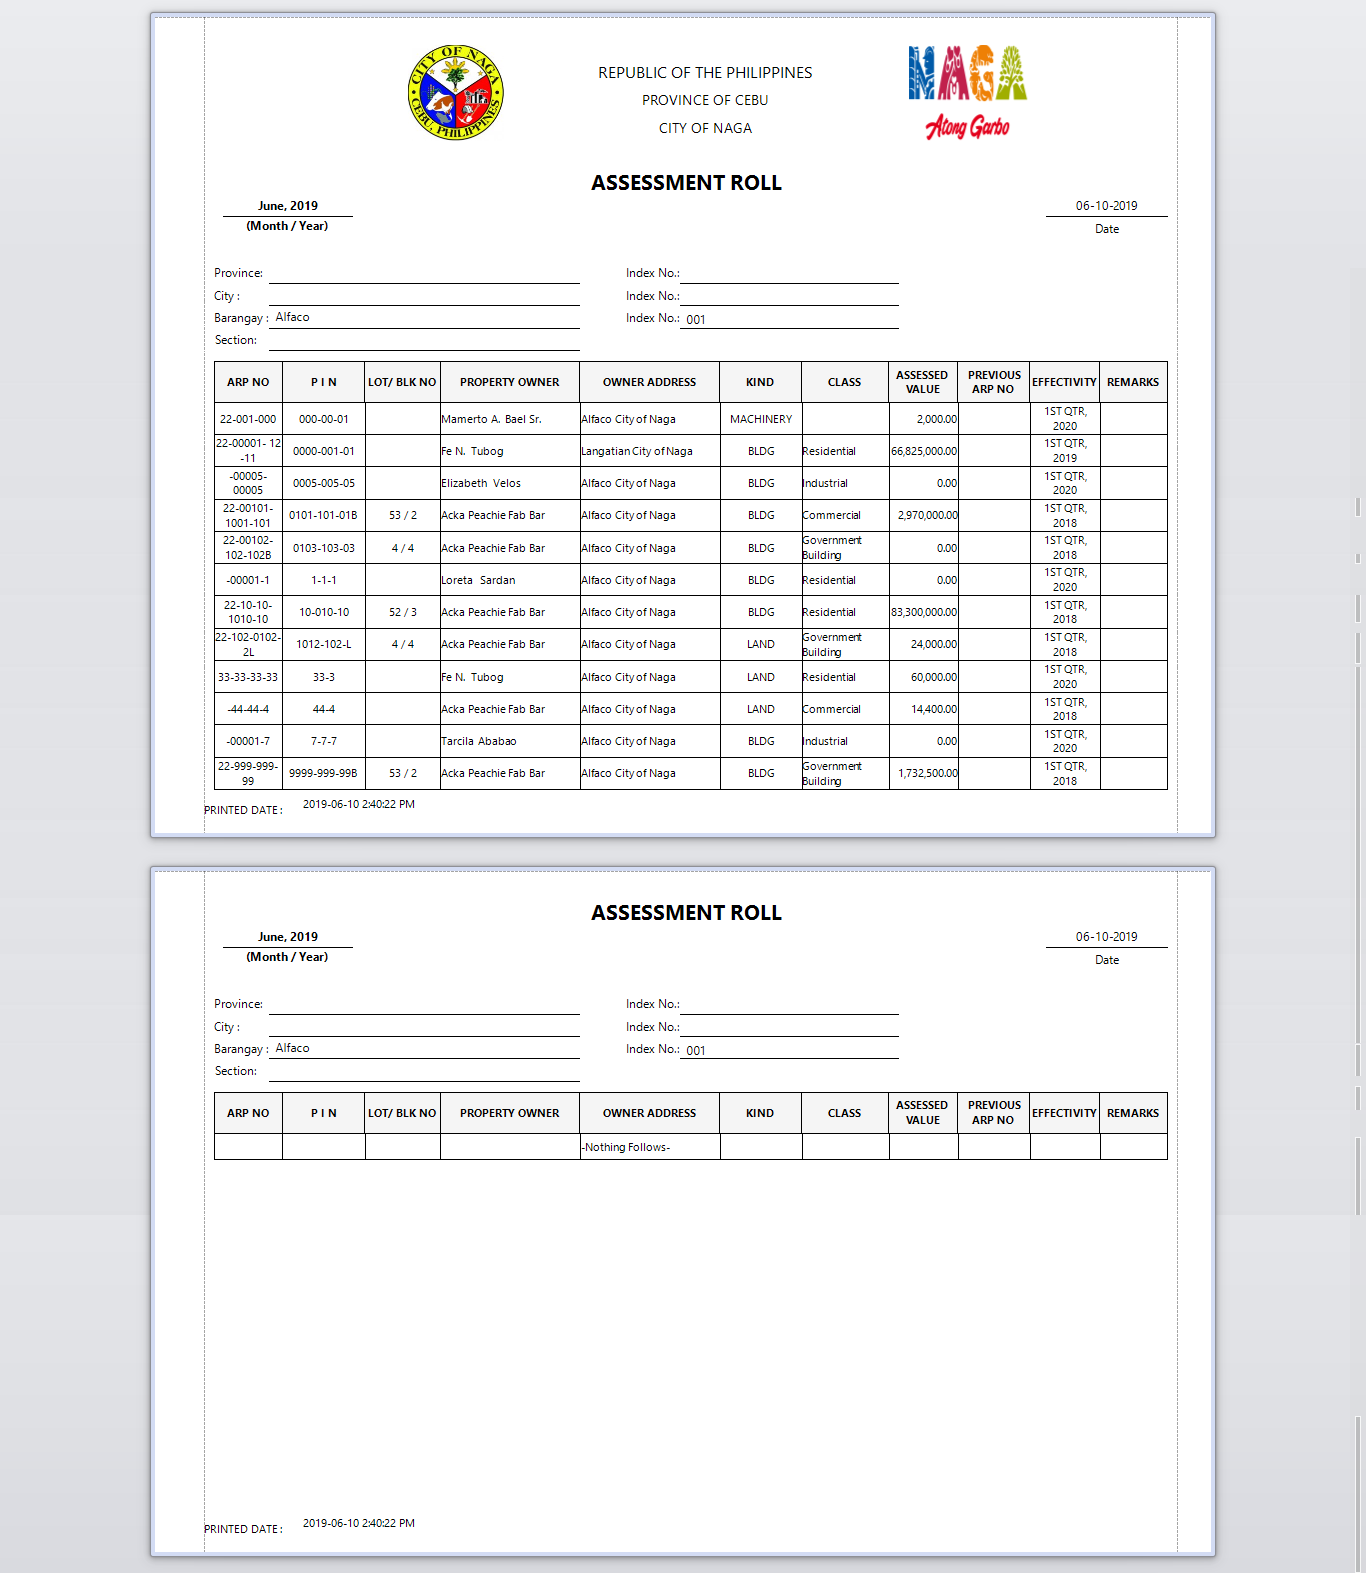 CITY OF NAGA
CEBU, PHILIPPINES
REPUBLIC OF THE PHILIPPINES
PROVINCE OF CEBU
CITY OF NAGA
NAGA
Atong Garbo
ASSESSMENT ROLL
June, 2019
(Month / Year)
06-10-2019
Date
Province:
Index No.:
City :
Index No.:
Barangay : Alfaco
Index No.: 001
Section:
ARP NO P I N LOT/ BLK NO PROPERTY OWNER OWNER ADDRESS KIND CLASS ASSESSED VALUE PREVIOUS ARP NO EFFECTIVITY REMARKS
22-001-000 000-00-01 Mamerto A. Bael Sr. Alfaco City of Naga MACHINERY 2,000.00 1ST QTR, 2020
22-00001- 12 -11 0000-001-01 Fe N. Tubog Langatian City of Naga BLDG Residential 66,825,000.00 1ST QTR, 2019
-00005-00005 0005-005-05 Elizabeth Velos Alfaco City of Naga BLDG Industrial 0.00 1ST QTR, 2020
22-00101-1001-101 0101-101-01B 53 / 2 Acka Peachie Fab Bar Alfaco City of Naga BLDG Commercial 2,970,000.00 1ST QTR, 2018
22-00102-102-102B 0103-103-03 4 / 4 Acka Peachie Fab Bar Alfaco City of Naga BLDG Government Building 0.00 1ST QTR, 2018
-00001-1 1-1-1 Loreta Sardan Alfaco City of Naga BLDG Residential 0.00 1ST QTR, 2020
22-10-10-1010-10 10-010-10 52 / 3 Acka Peachie Fab Bar Alfaco City of Naga BLDG Residential 83,300,000.00 1ST QTR, 2018
22-102-0102-2L 1012-102-L 4 / 4 Acka Peachie Fab Bar Alfaco City of Naga LAND Government Building 24,000.00 1ST QTR, 2018
33-33-33-33 33-3 Fe N. Tubog Alfaco City of Naga LAND Residential 60,000.00 1ST QTR, 2020
-44-44-4 44-4 Acka Peachie Fab Bar Alfaco City of Naga LAND Commercial 14,400.00 1ST QTR, 2018
-00001-7 7-7-7 Tarcila Ababao Alfaco City of Naga BLDG Industrial 0.00 1ST QTR, 2020
22-999-999-99 9999-999-99B 53 / 2 Acka Peachie Fab Bar Alfaco City of Naga BLDG Government Building 1,732,500.00 1ST QTR, 2018
PRINTED DATE : 2019-06-10 2:40:22 PM
ASSESSMENT ROLL
June, 2019
(Month / Year)
06-10-2019
Date
Province:
Index No.:
City :
Index No.:
Barangay : Alfaco
Index No.: 001
Section:
ARP NO P I N LOT/ BLK NO PROPERTY OWNER OWNER ADDRESS KIND CLASS ASSESSED VALUE PREVIOUS ARP NO EFFECTIVITY REMARKS
-Nothing Follows-
PRINTED DATE : 2019-06-10 2:40:22 PM